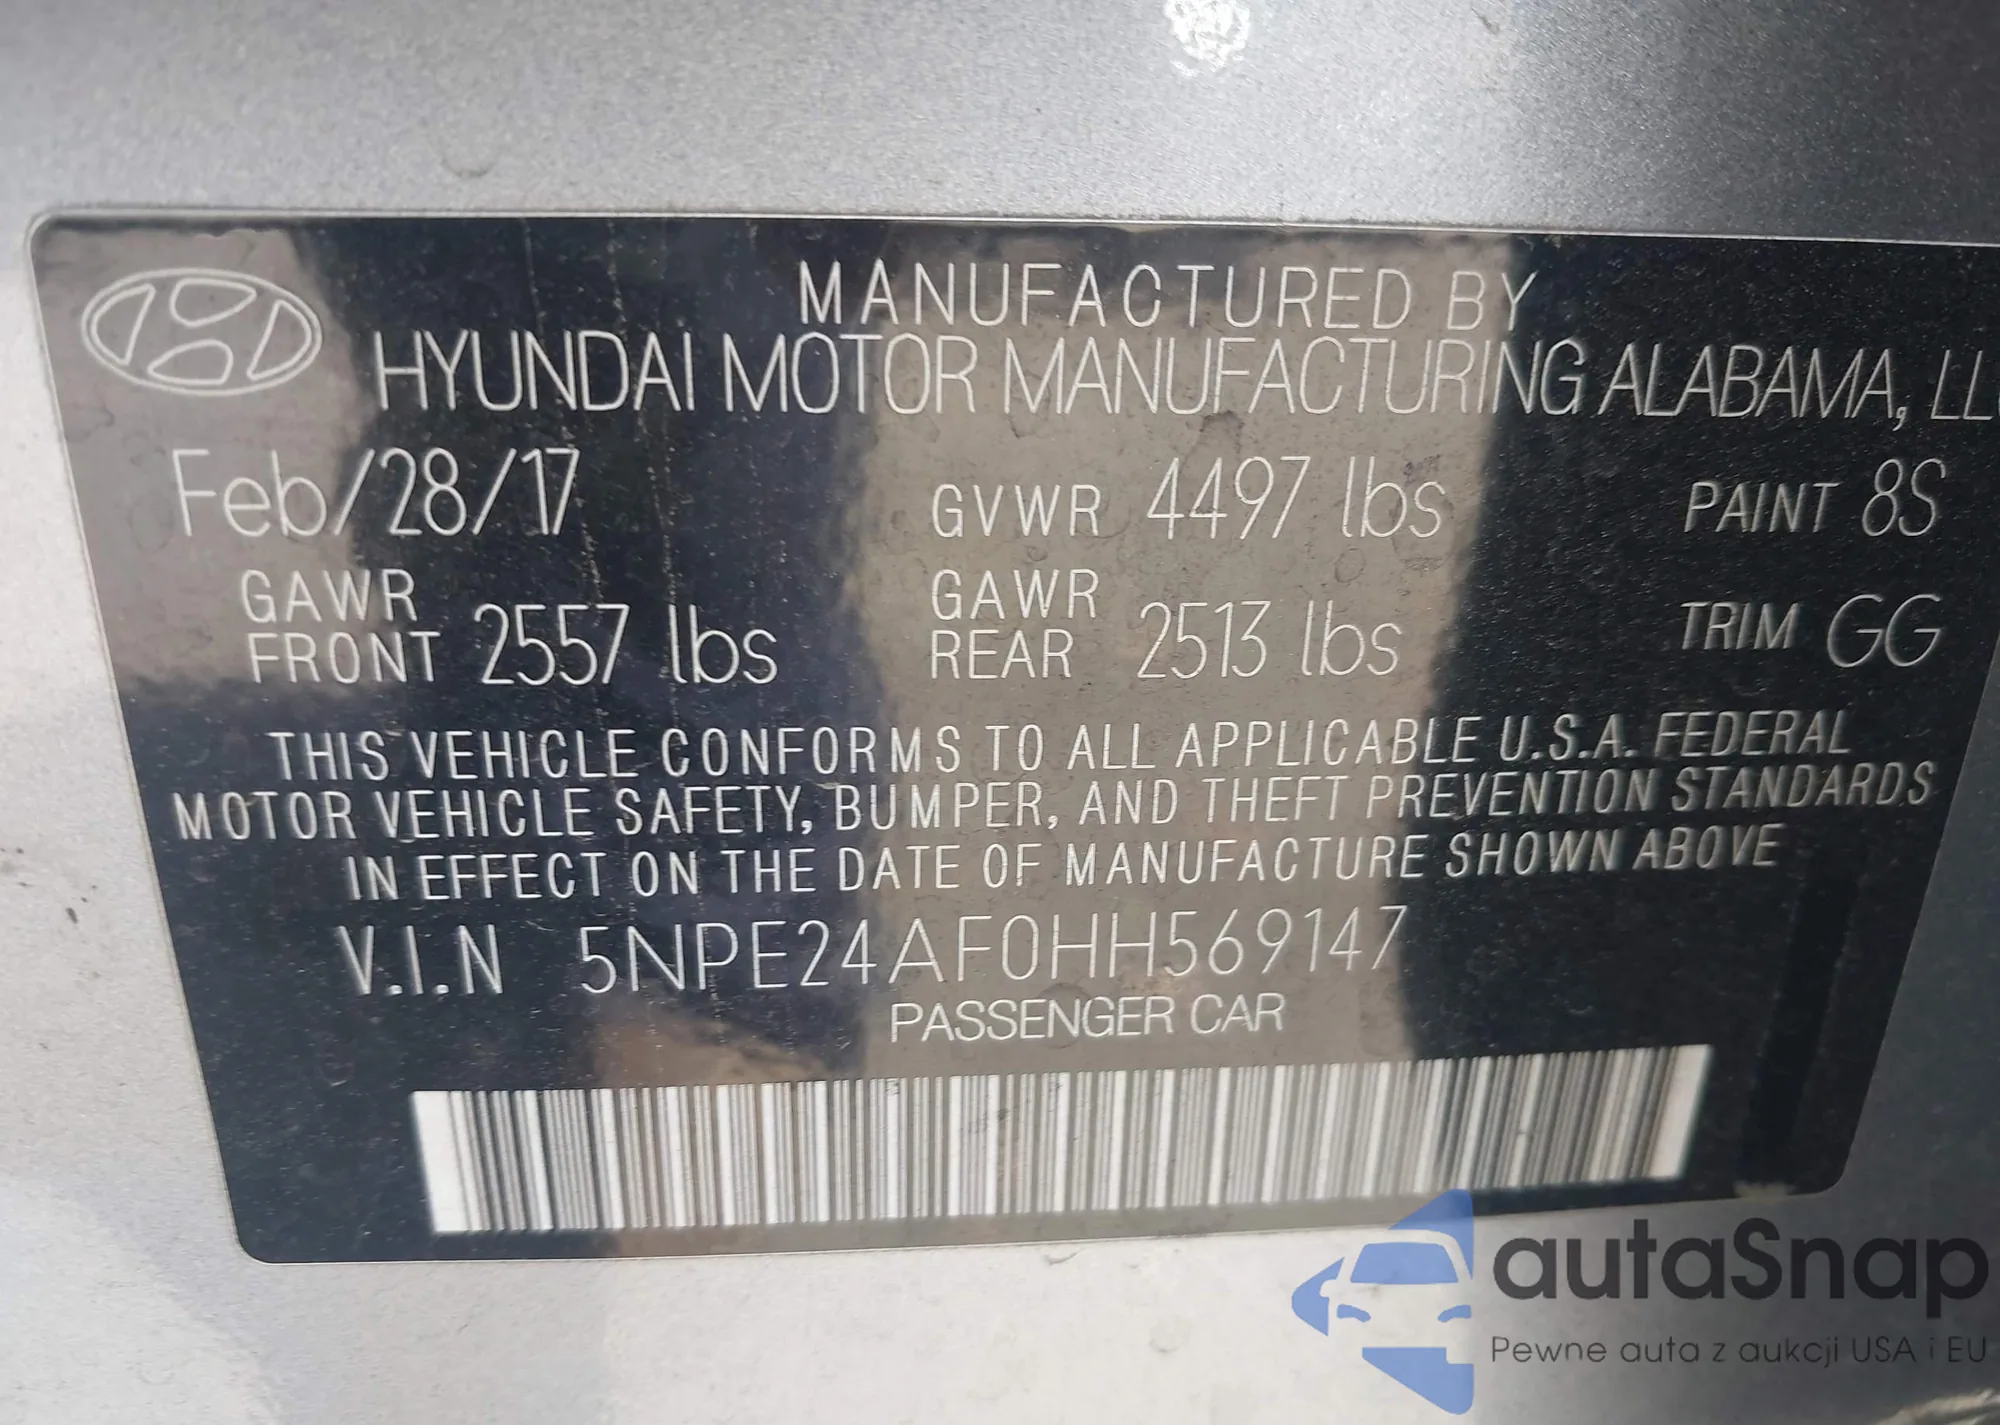 MANUFACTURED BY
HYUNDAI MOTOR MANUFACTURING ALABAMA, LL
Feb/28/17 GVWR 4497 lbs PAINT 8S
GAWR FRONT 2557 lbs GAWR REAR 2513 lbs TRIM GG
THIS VEHICLE CONFORMS TO ALL APPLICABLE U.S.A. FEDERAL
MOTOR VEHICLE SAFETY, BUMPER, AND THEFT PREVENTION STANDARDS
IN EFFECT ON THE DATE OF MANUFACTURE SHOWN ABOVE
V.I.N 5NPE24AF0HH569147
PASSENGER CAR
autaSnap
Pewne auta z aukcji USA i EU